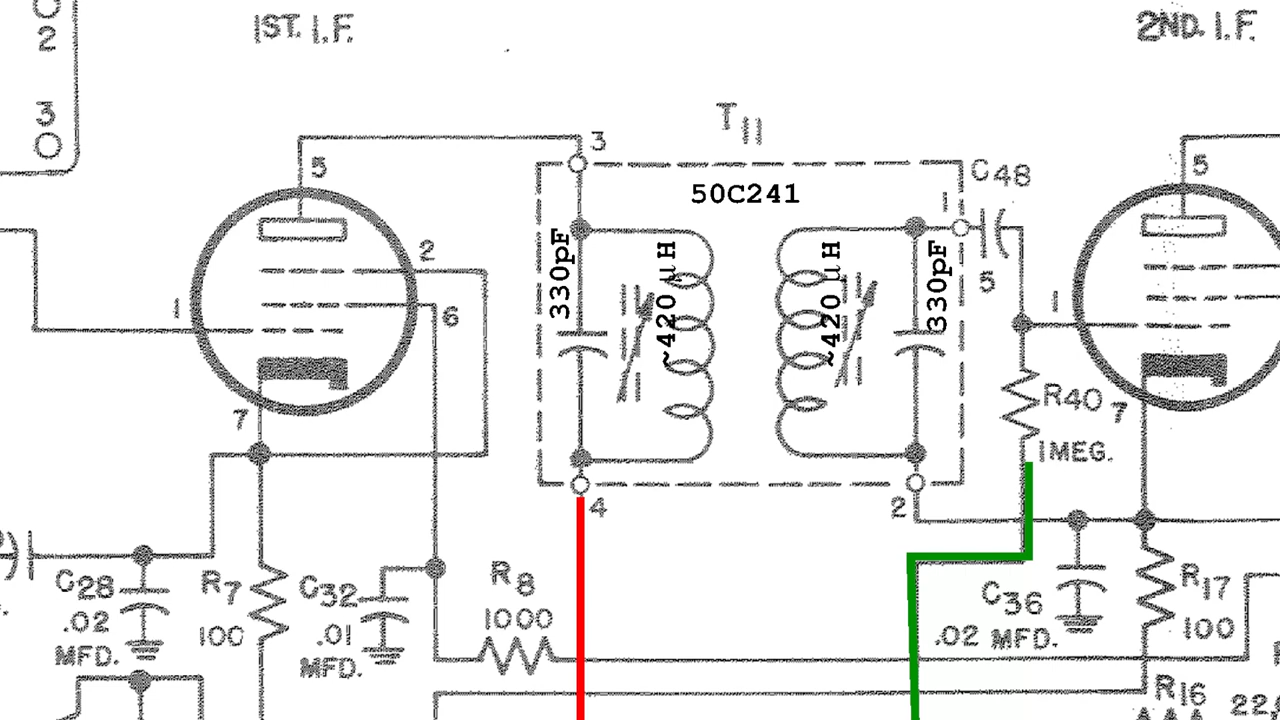 1ST. I.F.
2ND. I.F.
2
3
T11
3
5
50C241
1
C48
5
330pF
~420 µH
~420 µH
330pF
5
2
1
6
1
7
R40
7
1MEG.
4
2
C28
.02
MFD.
R7
100
C32
.01
MFD.
R8
1000
C36
.02 MFD.
R17
100
R16